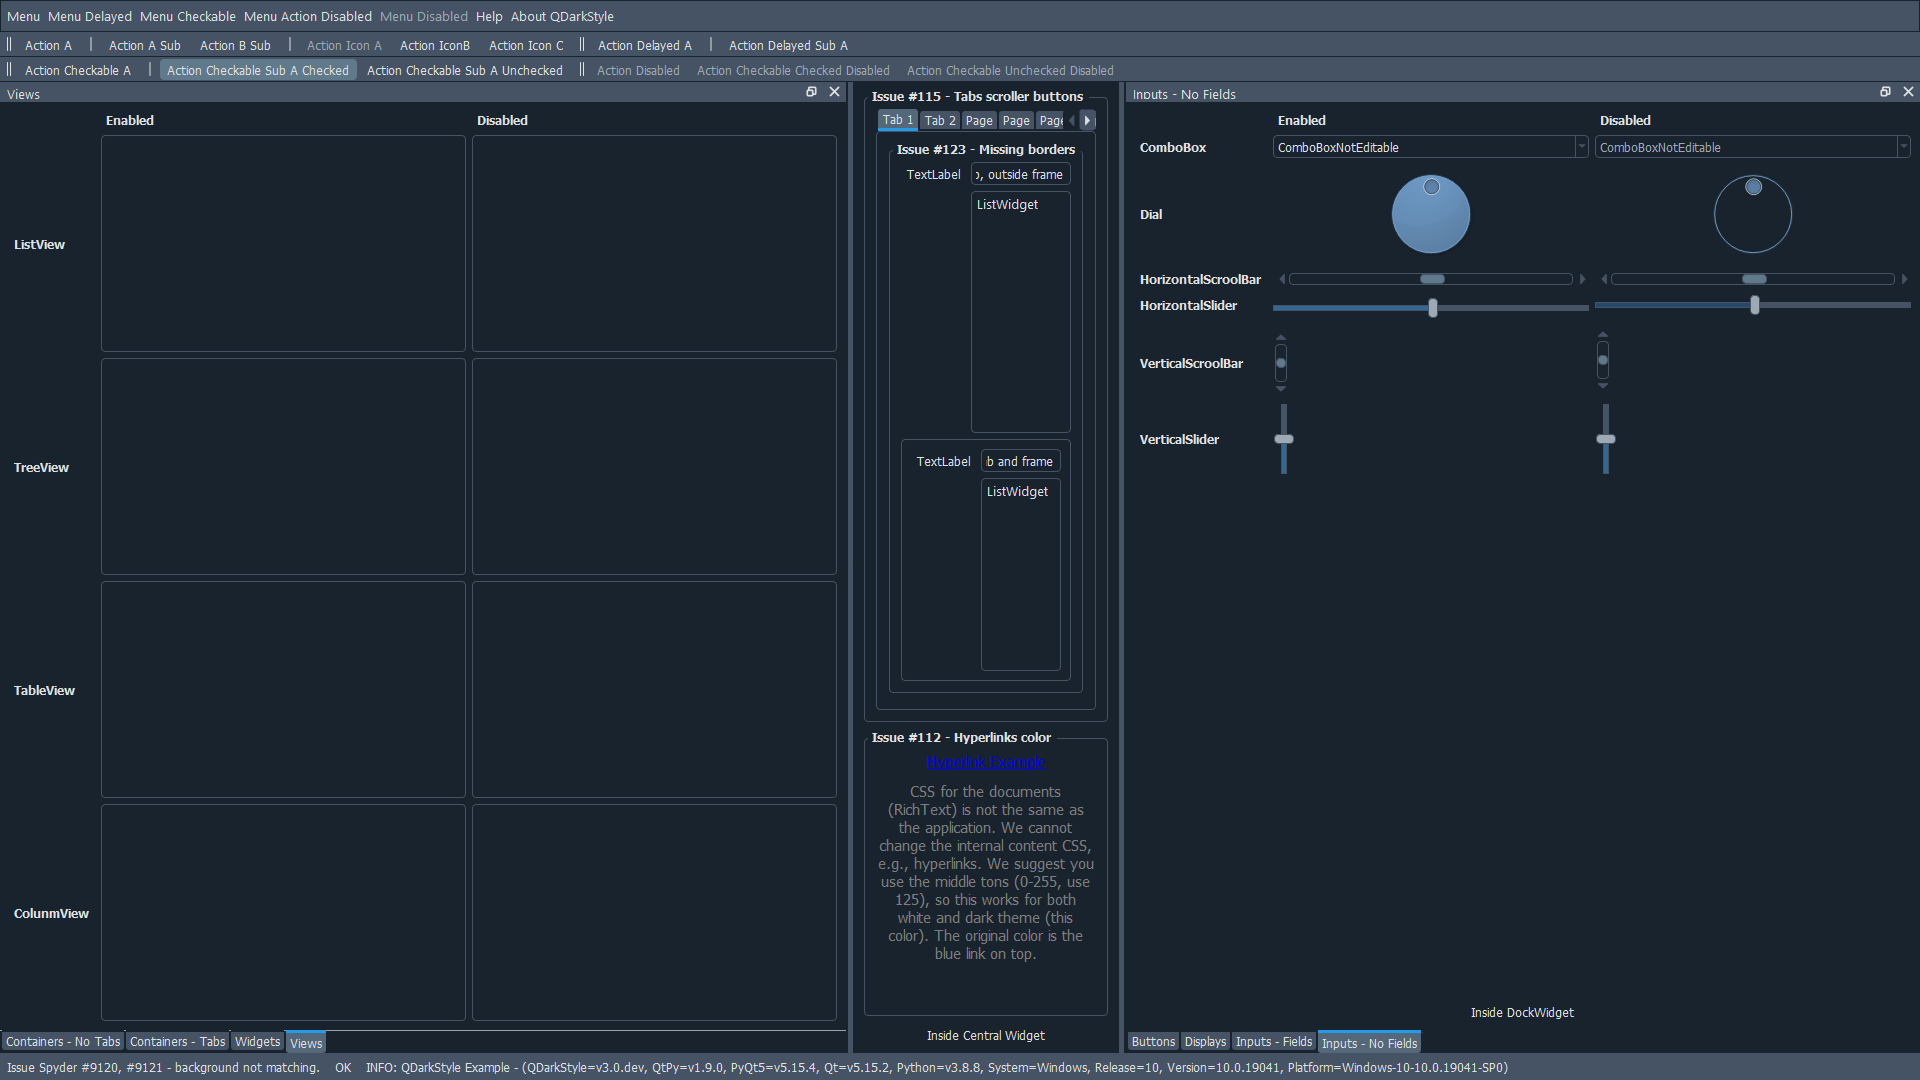 Menu Menu Delayed Menu Checkable Menu Action Disabled Menu Disabled Help About QDarkStyle
Action A Action A Sub Action B Sub Action Icon A Action IconB Action Icon C Action Delayed A Action Delayed Sub A
Action Checkable A Action Checkable Sub A Checked Action Checkable Sub A Unchecked Action Disabled Action Checkable Checked Disabled Action Checkable Unchecked Disabled
Views
Enabled Disabled
ListView
TreeView
TableView
ColunmView
Containers - No Tabs Containers - Tabs Widgets Views
Issue #115 - Tabs scroller buttons
Tab 1 Tab 2 Page Page Page
Issue #123 - Missing borders
TextLabel , outside frame
ListWidget
TextLabel b and frame
ListWidget
Issue #112 - Hyperlinks color
Hyperlink Example
CSS for the documents
(RichText) is not the same as
the application. We cannot
change the internal content CSS,
e.g., hyperlinks. We suggest you
use the middle tons (0-255, use
125), so this works for both
white and dark theme (this
color). The original color is the
blue link on top.
Inside Central Widget
Inputs - No Fields
Enabled Disabled
ComboBox ComboBoxNotEditable ComboBoxNotEditable
Dial
HorizontalScroolBar
HorizontalSlider
VerticalScroolBar
VerticalSlider
Inside DockWidget
Buttons Displays Inputs - Fields Inputs - No Fields
Issue Spyder #9120, #9121 - background not matching. OK INFO: QDarkStyle Example - (QDarkStyle=v3.0.dev, QtPy=v1.9.0, PyQt5=v5.15.4, Qt=v5.15.2, Python=v3.8.8, System=Windows, Release=10, Version=10.0.19041, Platform=Windows-10-10.0.19041-SP0)